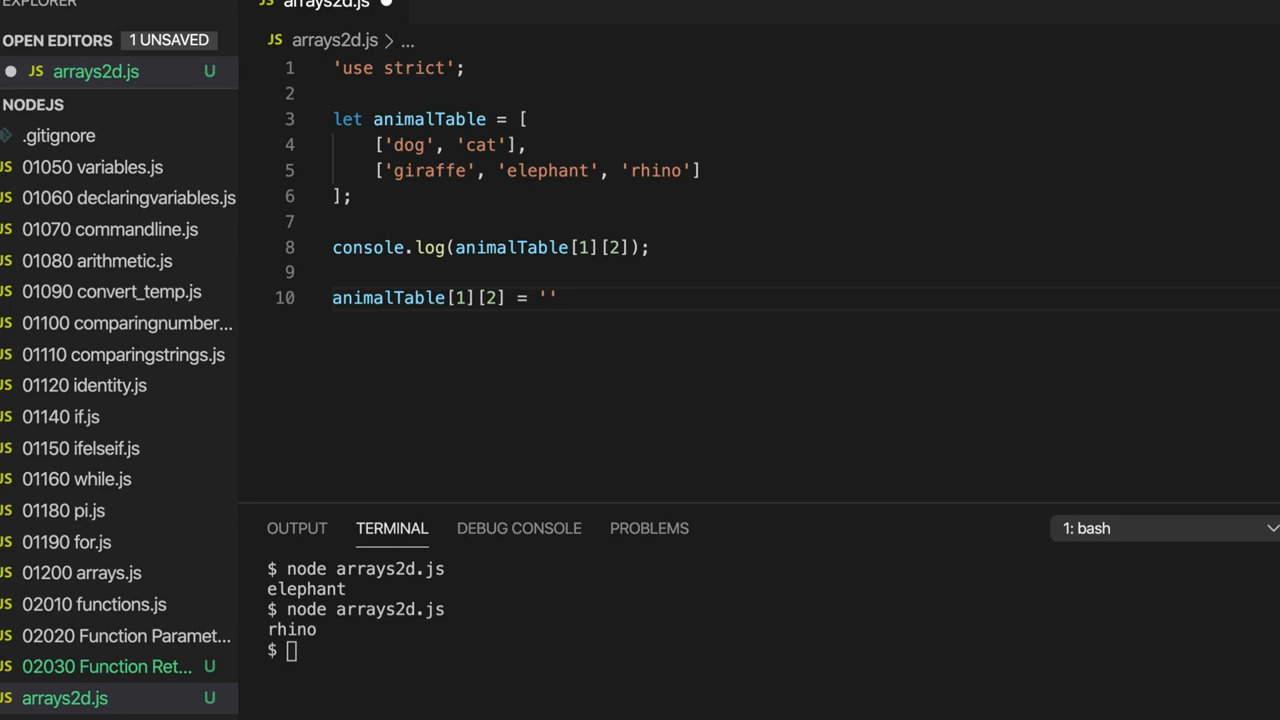 EXPLORER
OPEN EDITORS 1 UNSAVED
JS arrays2d.js U
NODEJS
.gitignore
JS 01050 variables.js
JS 01060 declaringvariables.js
JS 01070 commandline.js
JS 01080 arithmetic.js
JS 01090 convert_temp.js
JS 01100 comparingnumber...
JS 01110 comparingstrings.js
JS 01120 identity.js
JS 01140 if.js
JS 01150 ifelseif.js
JS 01160 while.js
JS 01180 pi.js
JS 01190 for.js
JS 01200 arrays.js
JS 02010 functions.js
JS 02020 Function Paramet...
JS 02030 Function Ret... U
JS arrays2d.js U
JS arrays2d.js
JS arrays2d.js > ...
1 'use strict';
2
3 let animalTable = [
4 ['dog', 'cat'],
5 ['giraffe', 'elephant', 'rhino']
6 ];
7
8 console.log(animalTable[1][2]);
9
10 animalTable[1][2] = ''
OUTPUT TERMINAL DEBUG CONSOLE PROBLEMS 1: bash
$ node arrays2d.js
elephant
$ node arrays2d.js
rhino
$